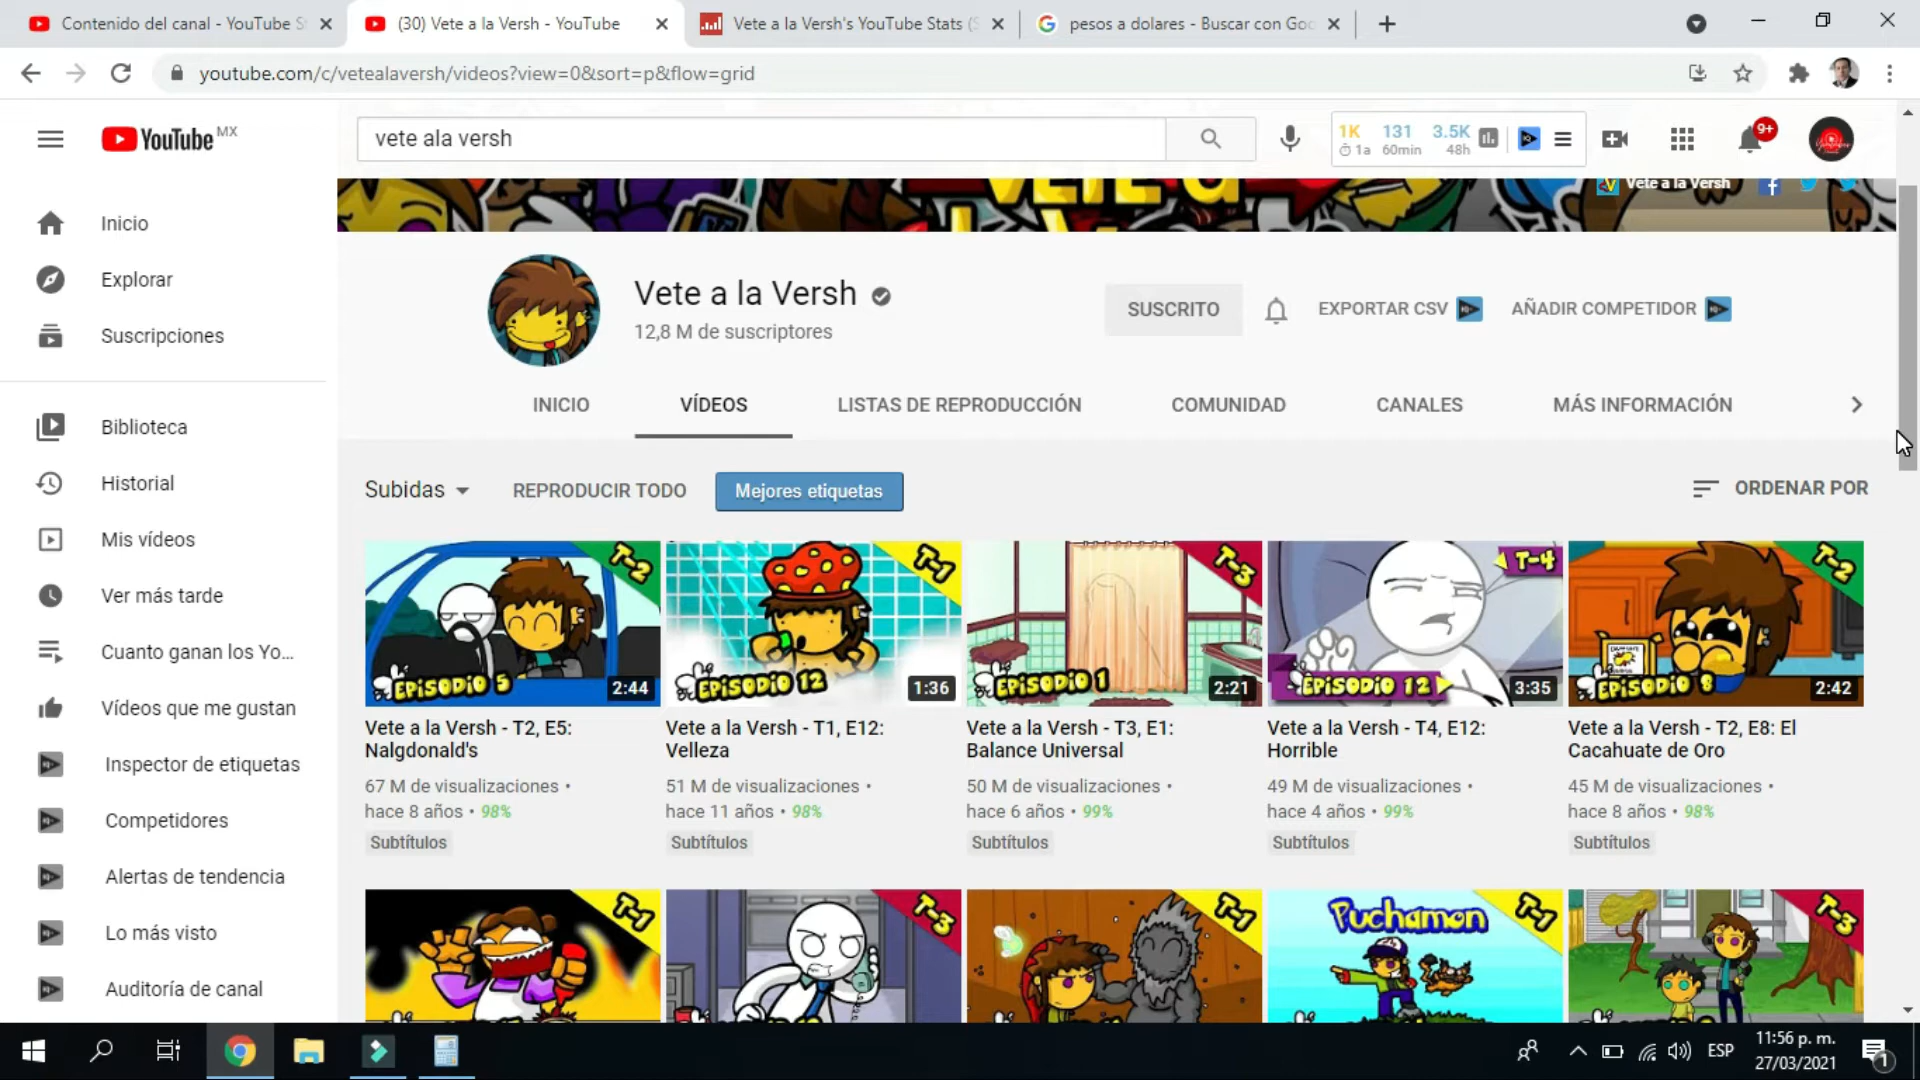 Contenido del canal - YouTube S
(30) Vete a la Versh - YouTube
Vete a la Versh's YouTube Stats (
pesos a dolares - Buscar con Goo
youtube.com/c/vetealaversh/videos?view=0&sort=p&flow=grid
YouTube MX
vete ala versh
1K 131 3.5K
1a 60min 48h
9+
Vete a la Versh
Inicio
Explorar
Suscripciones
Biblioteca
Historial
Mis vídeos
Ver más tarde
Cuanto ganan los Yo...
Vídeos que me gustan
Inspector de etiquetas
Competidores
Alertas de tendencia
Lo más visto
Auditoría de canal
Vete a la Versh
12,8 M de suscriptores
SUSCRITO
EXPORTAR CSV
AÑADIR COMPETIDOR
INICIO
VÍDEOS
LISTAS DE REPRODUCCIÓN
COMUNIDAD
CANALES
MÁS INFORMACIÓN
Subidas
REPRODUCIR TODO
Mejores etiquetas
ORDENAR POR
T-2
EPISODIO 5
2:44
T-1
EPISODIO 12
1:36
T-3
EPISODIO 1
2:21
T-4
EPISODIO 12
3:35
T-2
EPISODIO 8
2:42
Vete a la Versh - T2, E5:
Nalgdonald's
67 M de visualizaciones •
hace 8 años • 98%
Subtítulos
Vete a la Versh - T1, E12:
Velleza
51 M de visualizaciones •
hace 11 años • 98%
Subtítulos
Vete a la Versh - T3, E1:
Balance Universal
50 M de visualizaciones •
hace 6 años • 99%
Subtítulos
Vete a la Versh - T4, E12:
Horrible
49 M de visualizaciones •
hace 4 años • 99%
Subtítulos
Vete a la Versh - T2, E8: El
Cacahuate de Oro
45 M de visualizaciones •
hace 8 años • 98%
Subtítulos
T-1
T-3
T-1
Puchamon
T-1
T-3
ESP
11:56 p. m.
27/03/2021
1